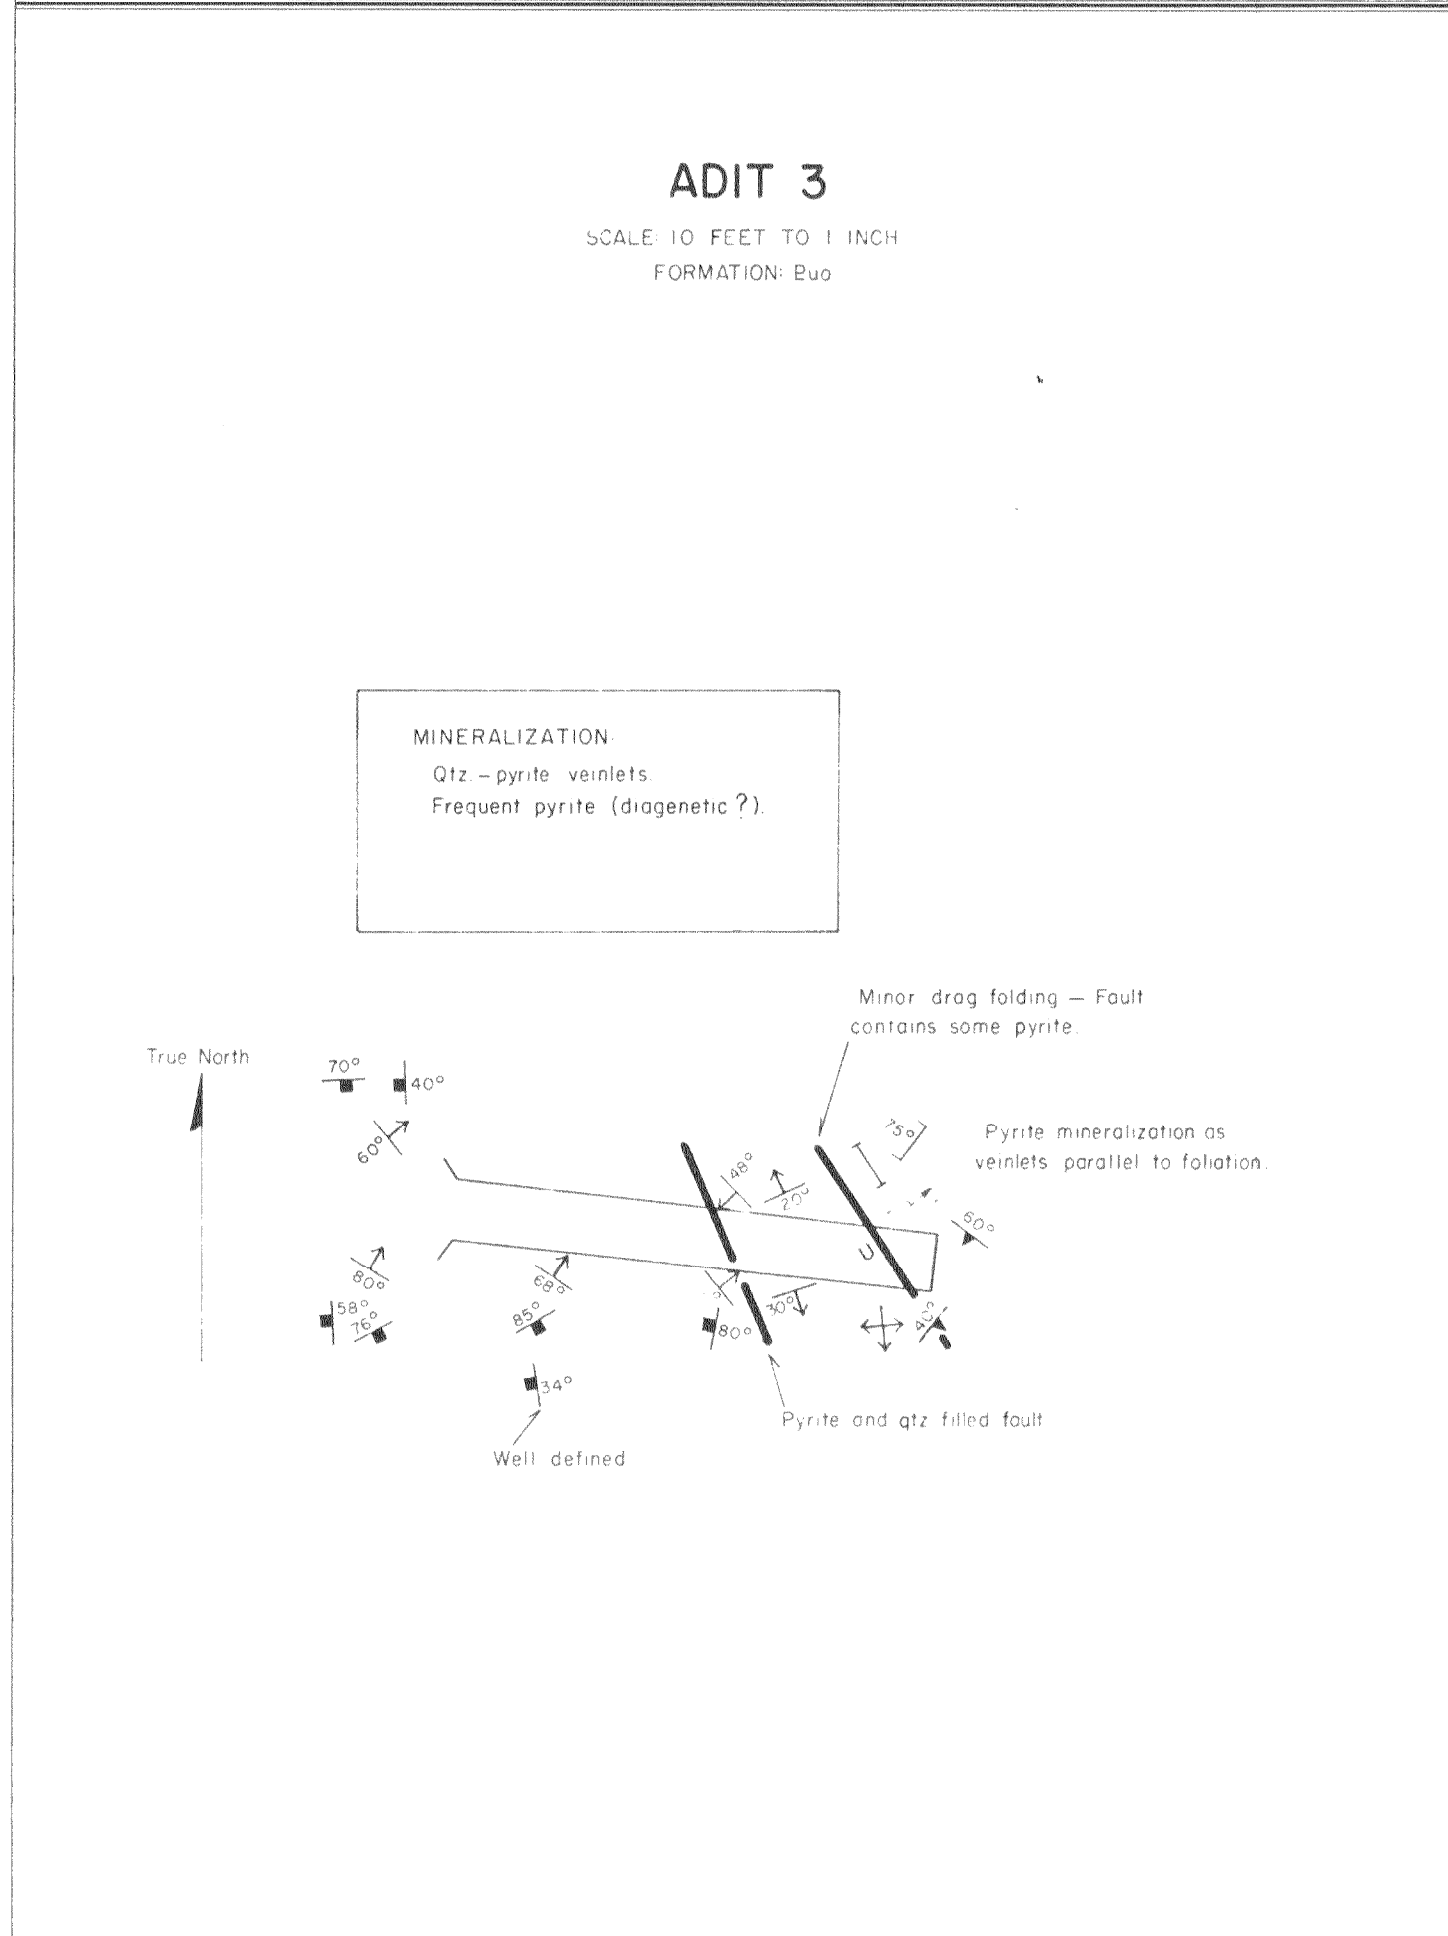 ADIT 3
SCALE: 10 FEET TO 1 INCH
FORMATION:
MINERALIZATION:
Qtz.–pyrite veinlets.
Frequent pyrite (diagenetic?).
Minor drag folding — Fault
contains some pyrite.
True North
70°
40°
60°
75°
Pyrite mineralization as
veinlets parallel to foliation.
48°
20°
60°
U
80°
68°
58°
76°
85°
80°
30°
40°
34°
Pyrite and qtz filled fault
Well defined